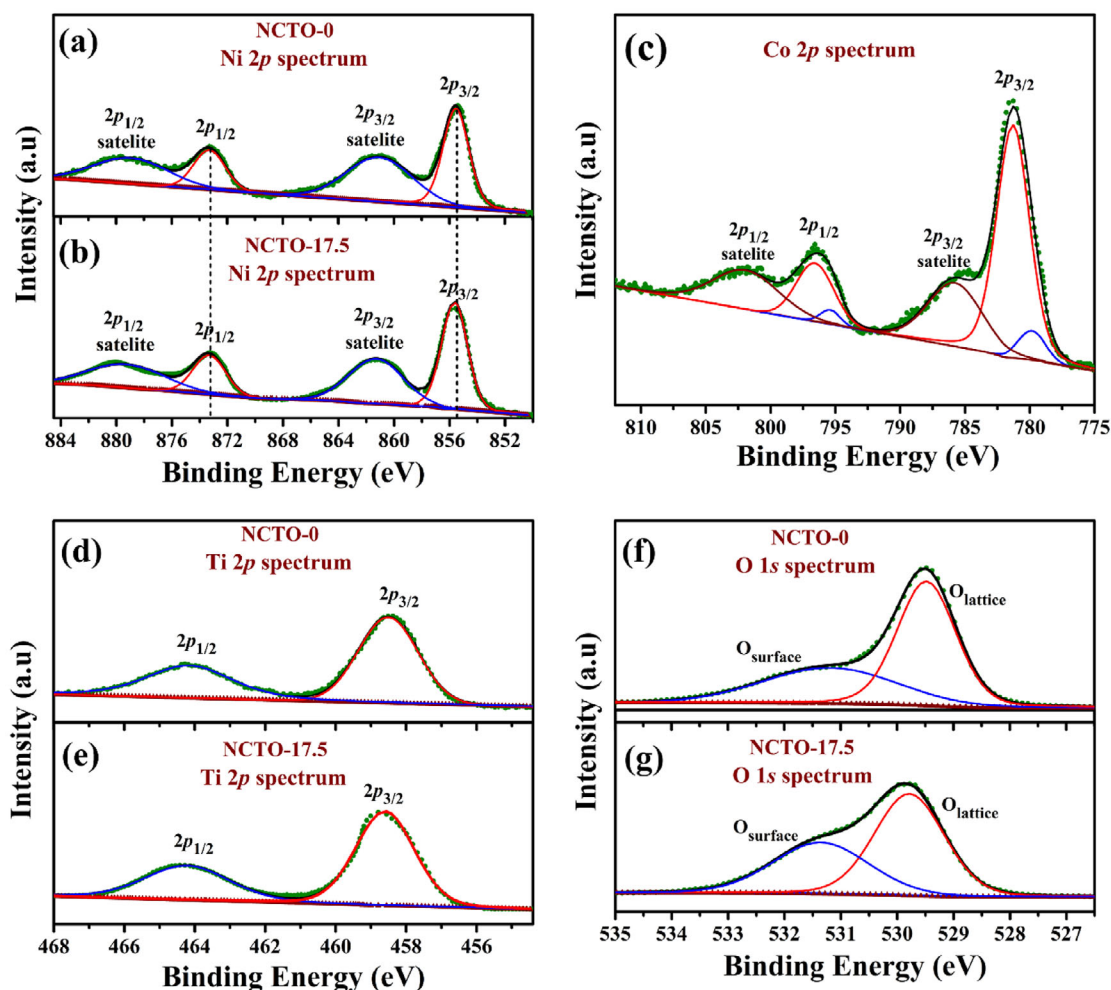 (a)
NCTO-0
Ni 2p spectrum
2p1/2
satelite
2p1/2
2p3/2
satelite
2p3/2
(b)
NCTO-17.5
Ni 2p spectrum
2p1/2
satelite
2p1/2
2p3/2
satelite
2p3/2
Intensity (a.u)
884 880 876 872 868 864 860 856 852
Binding Energy (eV)
(c)
Co 2p spectrum
2p1/2
satelite
2p1/2
2p3/2
satelite
2p3/2
Intensity (a.u)
810 805 800 795 790 785 780 775
Binding Energy (eV)
(d)
NCTO-0
Ti 2p spectrum
2p1/2
2p3/2
(e)
NCTO-17.5
Ti 2p spectrum
2p1/2
2p3/2
Intensity (a.u)
468 466 464 462 460 458 456
Binding Energy (eV)
(f)
NCTO-0
O 1s spectrum
Osurface
Olattice
(g)
NCTO-17.5
O 1s spectrum
Osurface
Olattice
Intensity (a.u)
535 534 533 532 531 530 529 528 527
Binding Energy (eV)